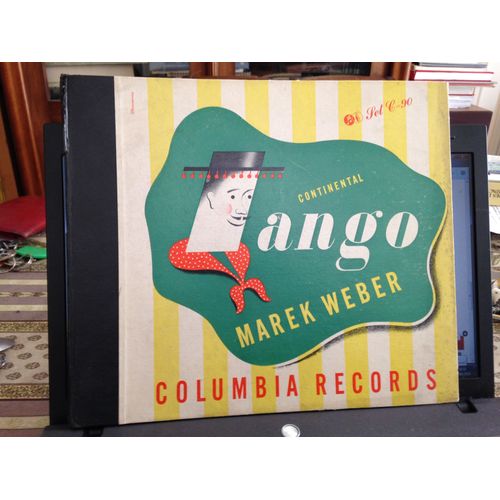 Set C-90
CONTINENTAL
Tango
MAREK WEBER
COLUMBIA RECORDS